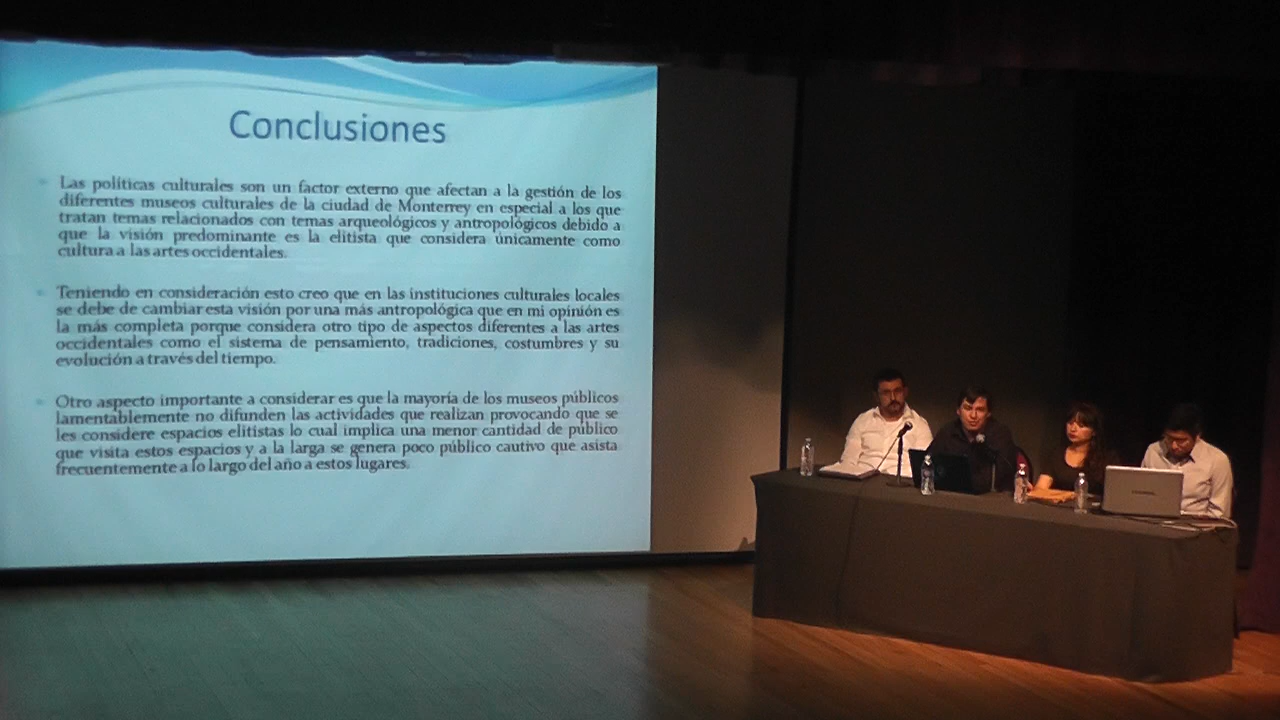 Conclusiones
Las políticas culturales son un factor externo que afectan a la gestión de los
diferentes museos culturales de la ciudad de Monterrey en especial a los que
tratan temas relacionados con temas arqueológicos y antropológicos debido a
que la visión predominante es la elitista que considera únicamente como
cultura a las artes occidentales.
Teniendo en consideración esto creo que en las instituciones culturales locales
se debe de cambiar esta visión por una más antropológica que en mi opinión es
la más completa porque considera otro tipo de aspectos diferentes a las artes
occidentales como el sistema de pensamiento, tradiciones, costumbres y su
evolución a través del tiempo.
Otro aspecto importante a considerar es que la mayoría de los museos públicos
lamentablemente no difunden las actividades que realizan provocando que se
les considere espacios elitistas lo cual implica una menor cantidad de público
que visita estos espacios y a la larga se genera poco público cautivo que asista
frecuentemente a lo largo del año a estos lugares.